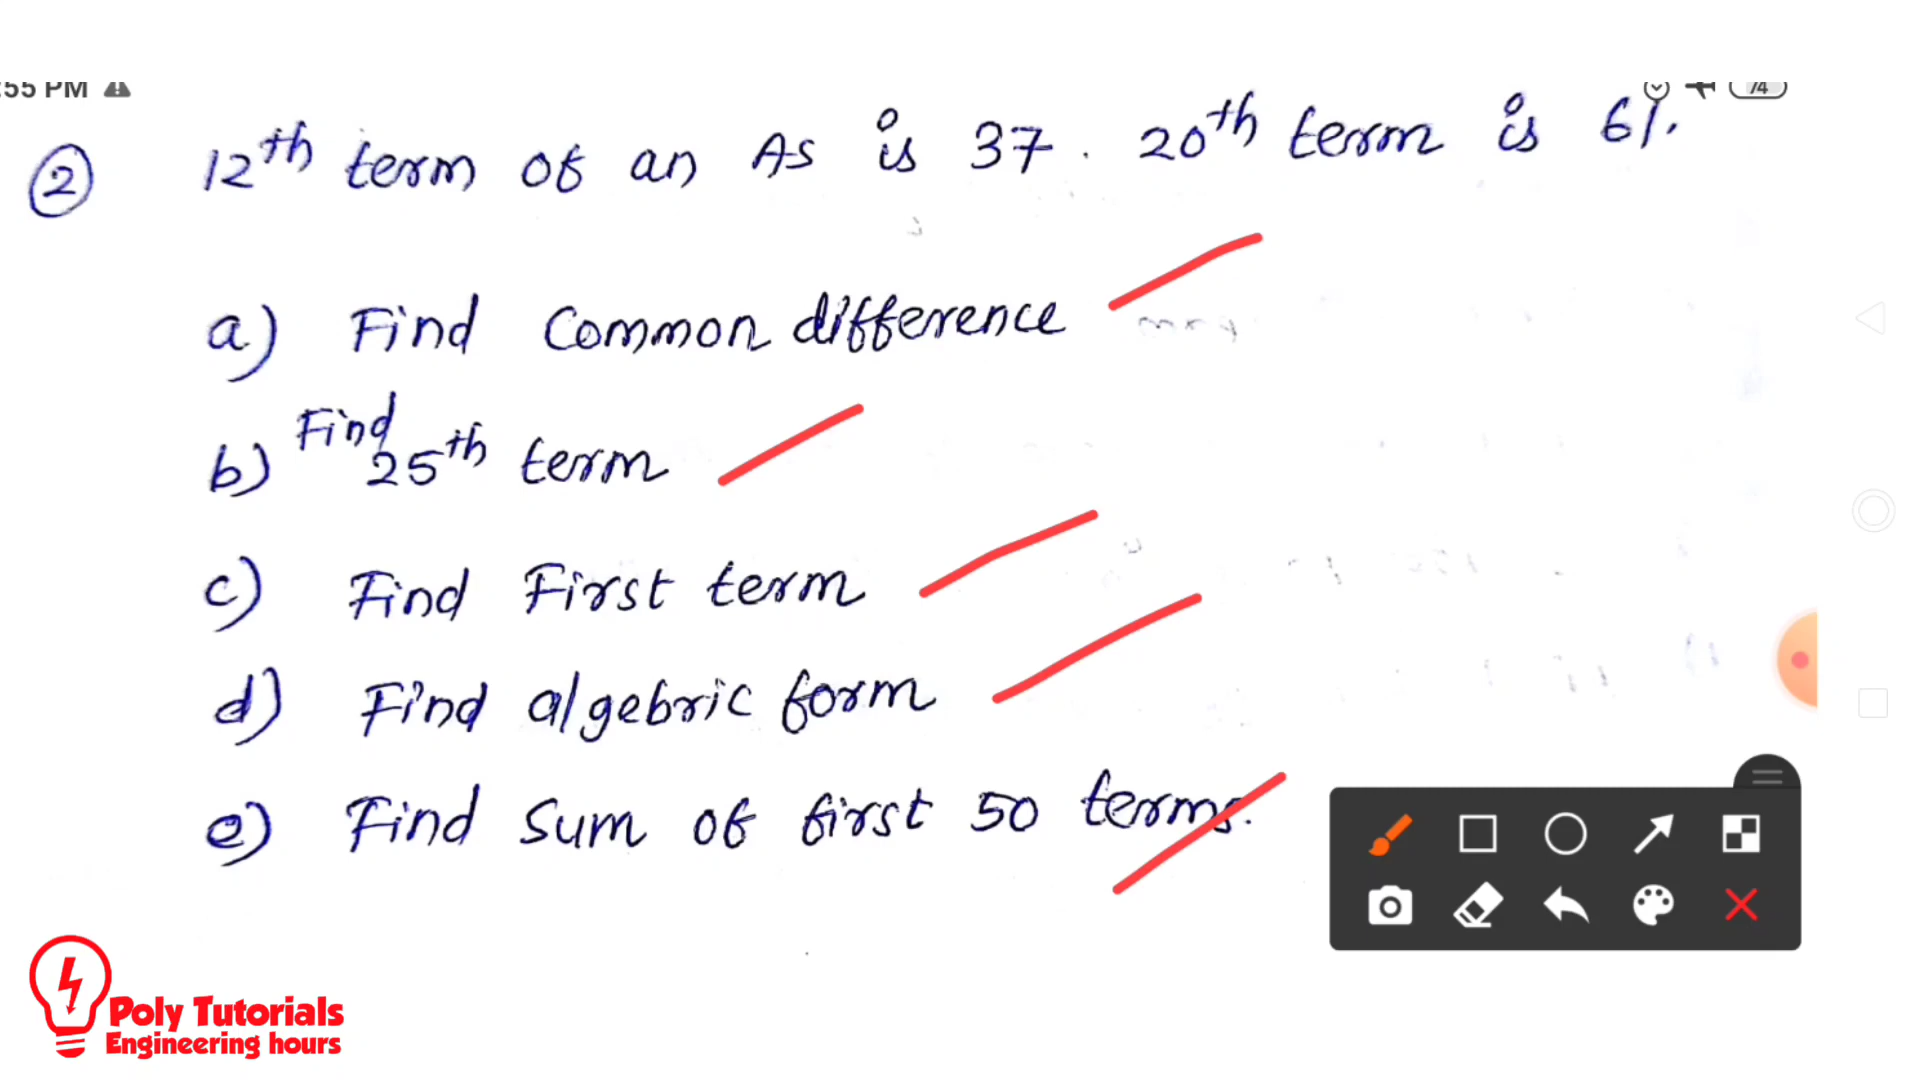 :55 PM
74
② 12th term of an AS is 37. 20th term is 61.
a) Find Common difference
b) Find 25th term
c) Find First term
d) Find algebric form
e) Find Sum of first 50 terms.
Poly Tutorials
Engineering hours